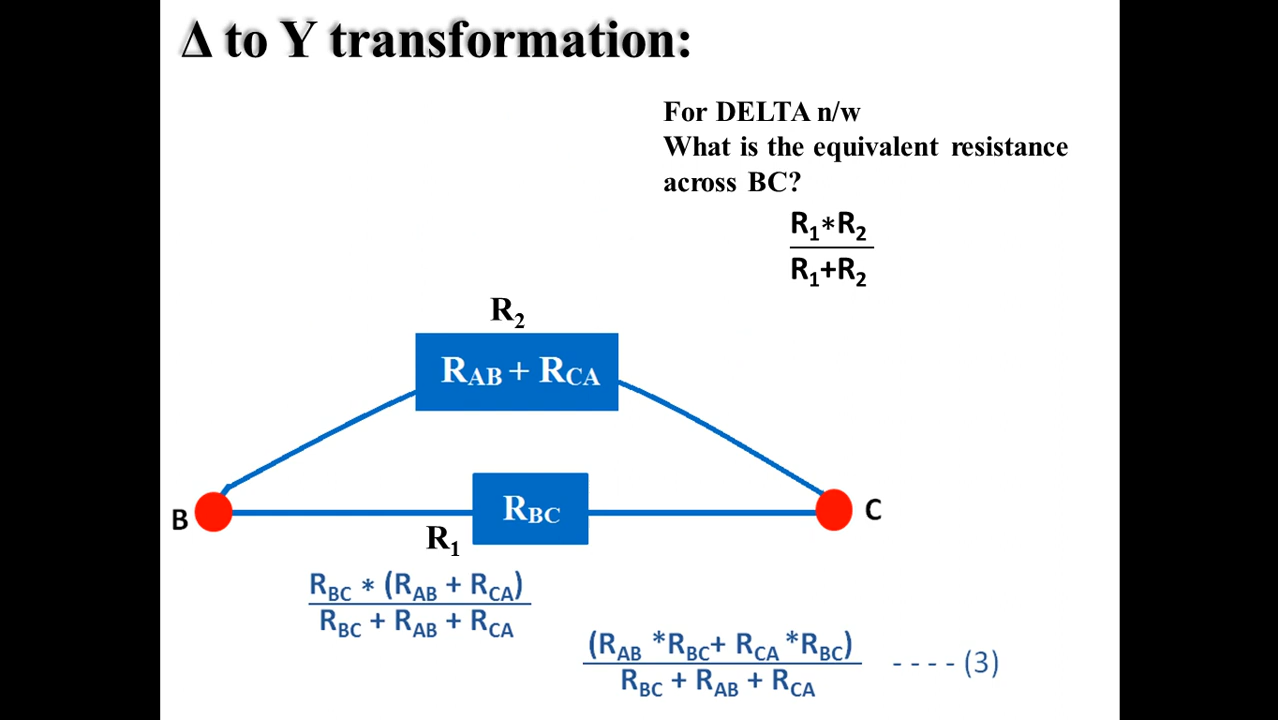 Δ to Y transformation:
For DELTA n/w
What is the equivalent resistance
across BC?
R₁*R₂
R₁+R₂
R₂
R_AB + R_CA
B
R_BC
C
R₁
R_BC * (R_AB + R_CA)
R_BC + R_AB + R_CA
(R_AB *R_BC+ R_CA *R_BC)
R_BC + R_AB + R_CA
- - - - (3)